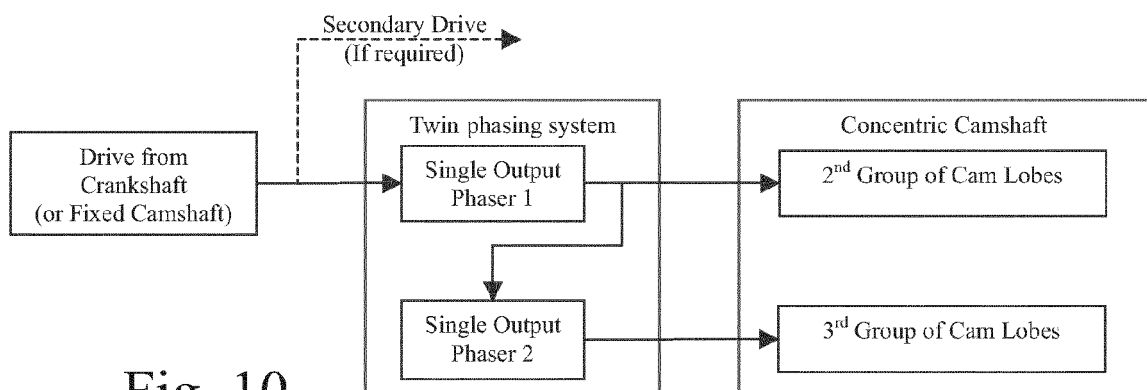 Secondary Drive
(If required)
Twin phasing system
Concentric Camshaft
Drive from
Crankshaft
(or Fixed Camshaft)
Single Output
Phaser 1
2nd Group of Cam Lobes
Single Output
Phaser 2
3rd Group of Cam Lobes
Fig. 10